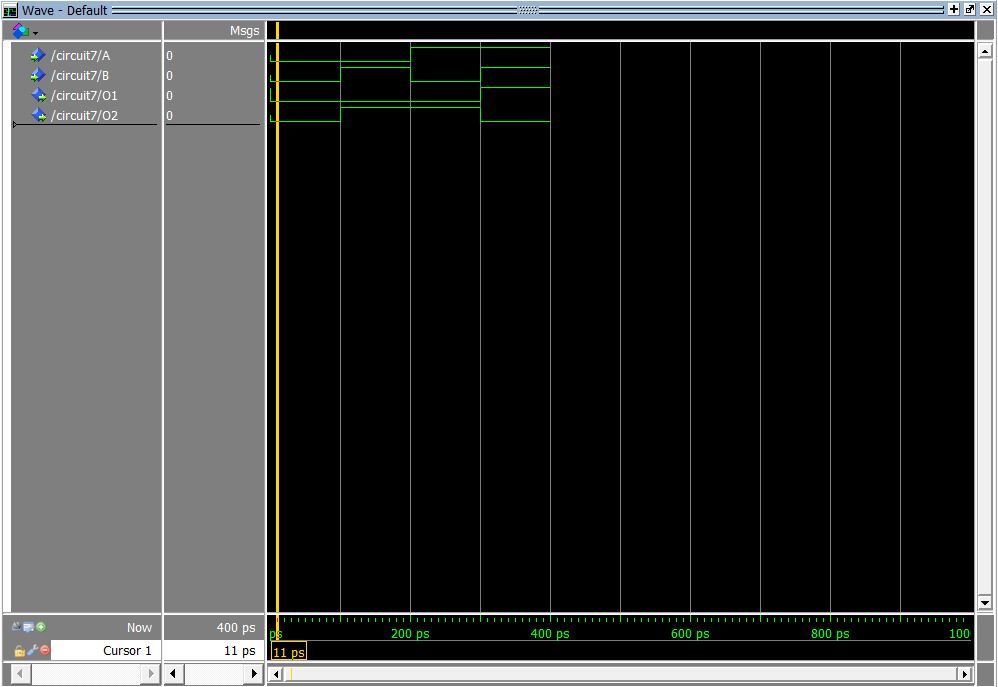 Wave - Default
Msgs
/circuit7/A 0
/circuit7/B 0
/circuit7/O1 0
/circuit7/O2 0
Now 400 ps
ps 200 ps 400 ps 600 ps 800 ps 100
Cursor 1 11 ps
11 ps